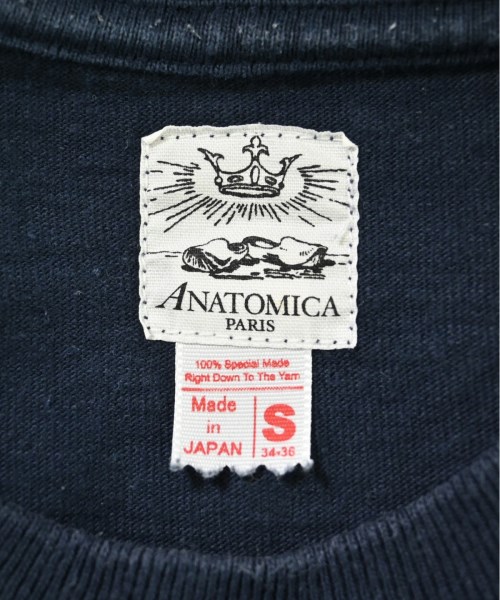 ANATOMICA
PARIS
100% Special Made
Right Down To The Yarn
Made
in
JAPAN
S
34-36